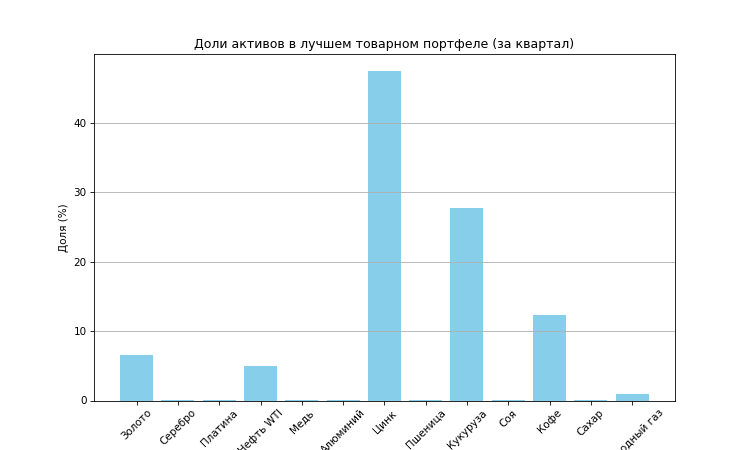 Доли активов в лучшем товарном портфеле (за квартал)
Доля (%)
40
30
20
10
0
Золото
Серебро
Платина
Нефть WTI
Медь
Алюминий
Цинк
Пшеница
Кукуруза
Соя
Кофе
Сахар
газ